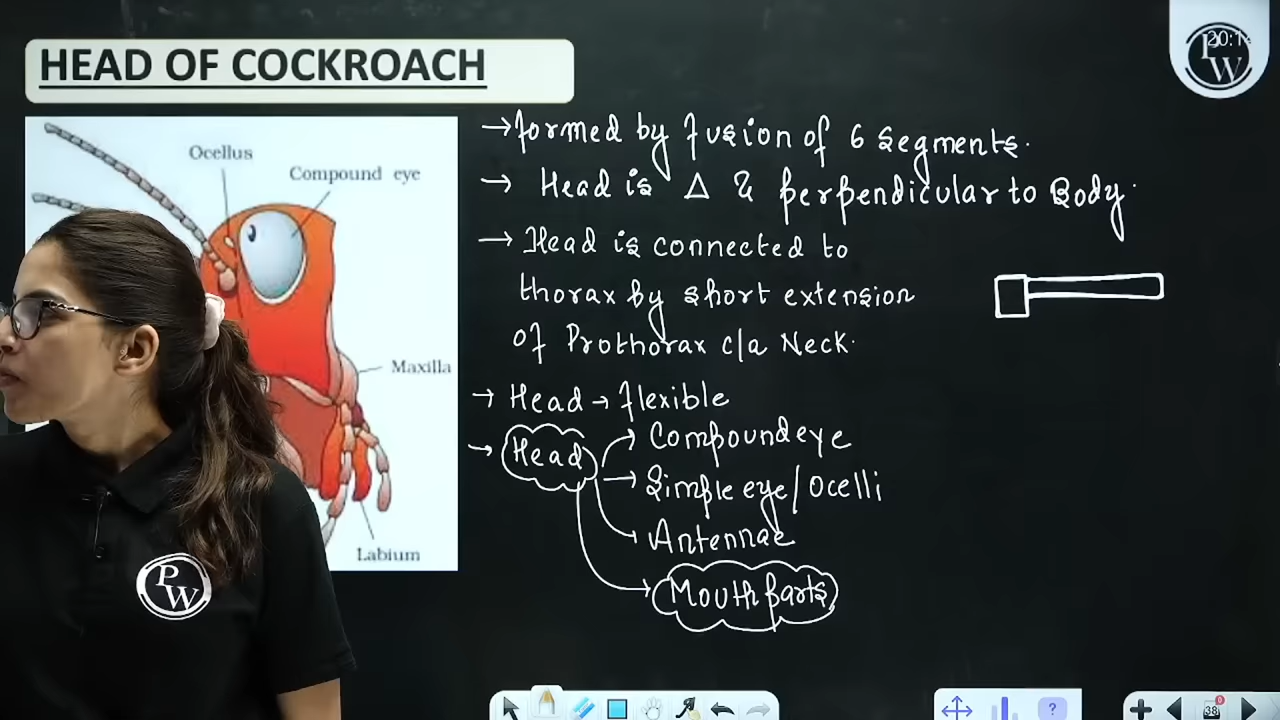 HEAD OF COCKROACH
Ocellus
Compound eye
Maxilla
Labium
→ formed by fusion of 6 segments.
→ Head is Δ & perpendicular to Body.
→ Head is connected to
thorax by short extension
of Prothorax c/a Neck.
→ Head → flexible
→ Head → Compound eye
→ Simple eye/Ocelli
→ Antennae
→ Mouth parts
PW
PW
38